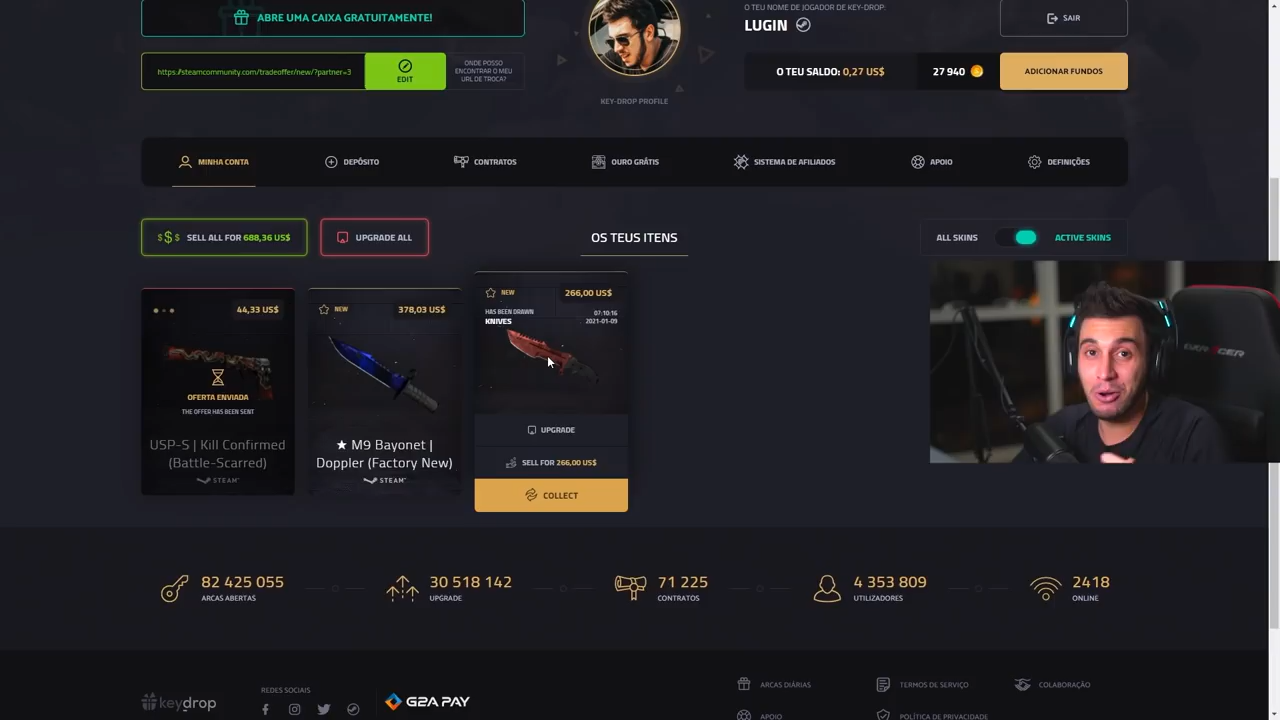 ABRE UMA CAIXA GRATUITAMENTE!
https://steamcommunity.com/tradeoffer/new/?partner=3
EDIT
ONDE POSSO
ENCONTRAR O MEU
URL DE TROCA?
KEY-DROP PROFILE
O TEU NOME DE JOGADOR DE KEY-DROP:
LUGIN
SAIR
O TEU SALDO: 0,27 US$
27 940
ADICIONAR FUNDOS
MINHA CONTA
DEPÓSITO
CONTRATOS
OURO GRÁTIS
SISTEMA DE AFILIADOS
APOIO
DEFINIÇÕES
$$$ SELL ALL FOR 688,36 US$
UPGRADE ALL
OS TEUS ITENS
ALL SKINS
ACTIVE SKINS
44,33 US$
OFERTA ENVIADA
THE OFFER HAS BEEN SENT
USP-S | Kill Confirmed
(Battle-Scarred)
STEAM
NEW
378,03 US$
★ M9 Bayonet |
Doppler (Factory New)
STEAM
NEW
266,00 US$
HAS BEEN DRAWN
KNIVES
07:10:16
2021-01-09
UPGRADE
SELL FOR 266,00 US$
COLLECT
82 425 055
ARCAS ABERTAS
30 518 142
UPGRADE
71 225
CONTRATOS
4 353 809
UTILIZADORES
2418
ONLINE
keydrop
REDES SOCIAIS
G2A PAY
ARCAS DIÁRIAS
TERMOS DE SERVIÇO
COLABORAÇÃO
APOIO
POLÍTICA DE PRIVACIDADE